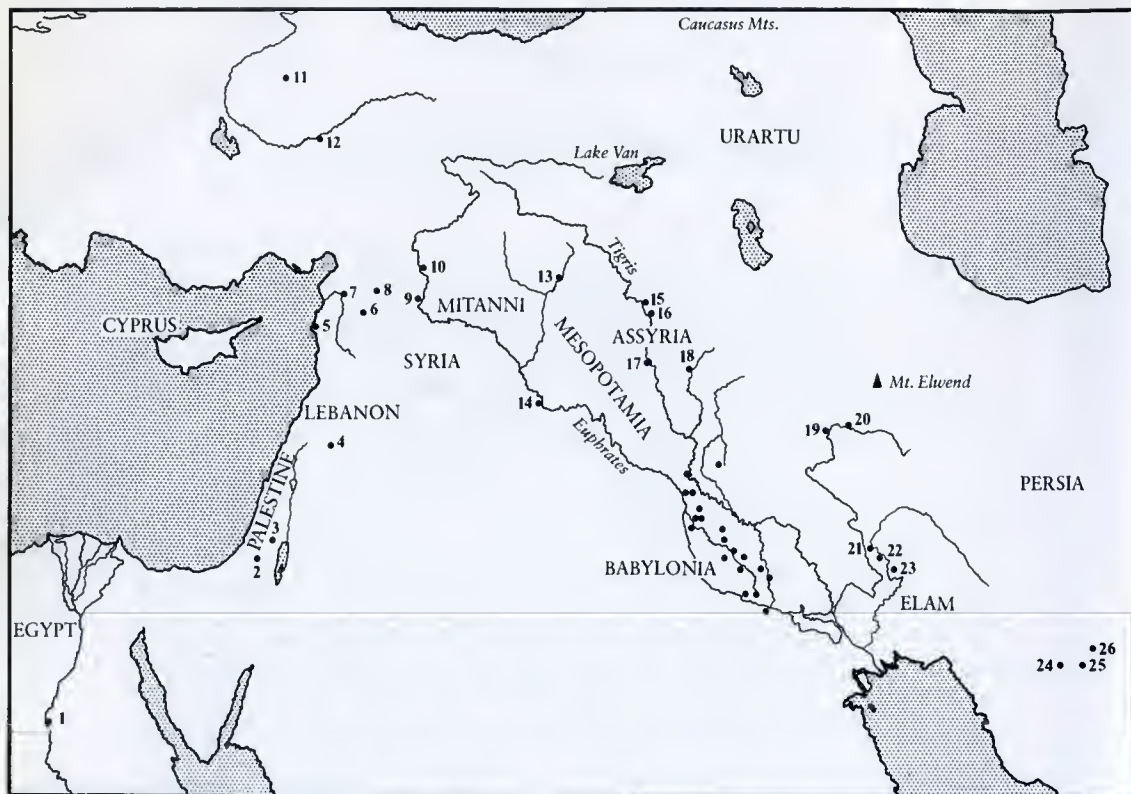 Caucasus Mts.
11
12
URARTU
Lake Van
Tigris
10
13
7
8
9
MITANNI
15
16
6
CYPRUS
5
ASSYRIA
SYRIA
MESOPOTAMIA
17
18
Mt. Elwend
LEBANON
14
Euphrates
19
20
4
PALESTINE
PERSIA
3
2
21
22
23
BABYLONIA
ELAM
EGYPT
26
24
25
1